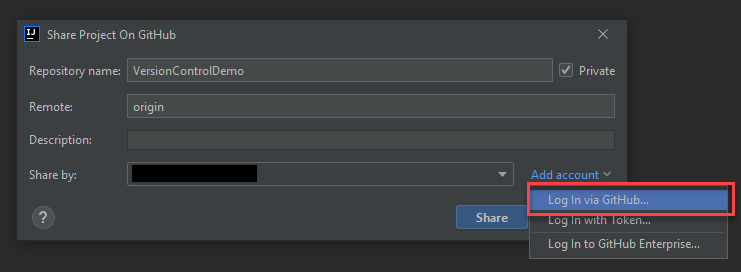 IJ
Share Project On GitHub
Repository name: VersionControlDemo Private
Remote: origin
Description:
Share by: Add account
Log In via GitHub...
? Share Log In with Token...
Log In to GitHub Enterprise...